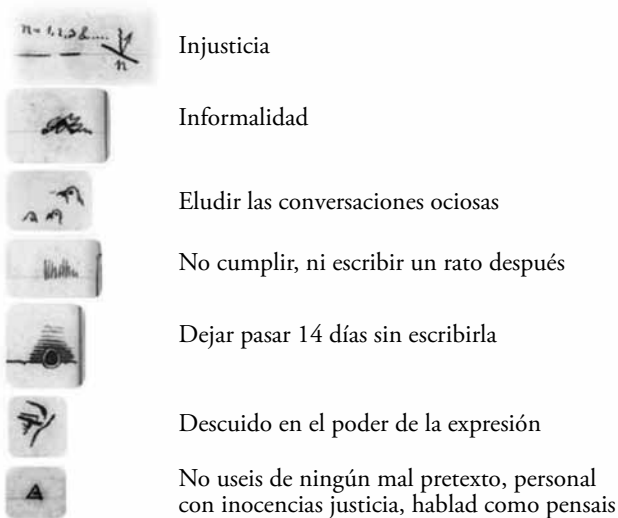 n = 1, 2, 3 &.....
n
Injusticia
Informalidad
Eludir las conversaciones ociosas
No cumplir, ni escribir un rato después
Dejar pasar 14 días sin escribirla
Descuido en el poder de la expresión
No useis de ningún mal pretexto, personal
con inocencias justicia, hablad como pensais